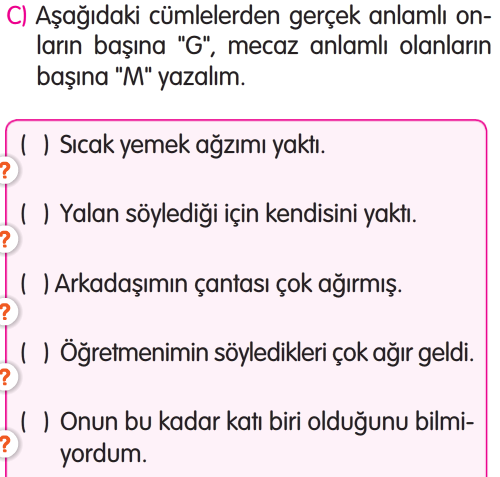 C) Aşağıdaki cümlelerden gerçek anlamlı on-
ların başına "G", mecaz anlamlı olanların
başına "M" yazalım.
( ) Sıcak yemek ağzımı yaktı.
?
( ) Yalan söylediği için kendisini yaktı.
?
( ) Arkadaşımın çantası çok ağırmış.
?
( ) Öğretmenimin söyledikleri çok ağır geldi.
?
( ) Onun bu kadar katı biri olduğunu bilmi-
?
yordum.